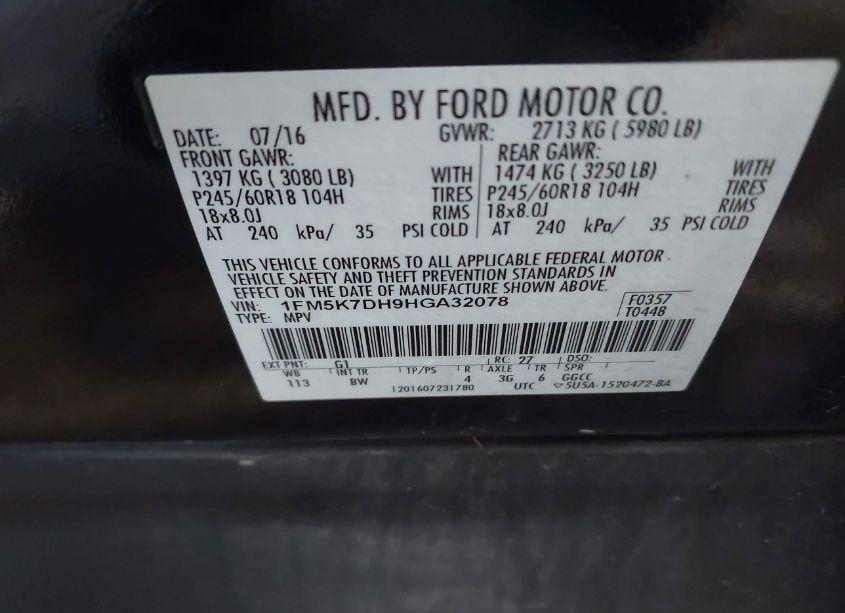 MFD. BY FORD MOTOR CO.
DATE: 07/16 GVWR: 2713 KG ( 5980 LB)
FRONT GAWR: REAR GAWR:
1397 KG ( 3080 LB) WITH 1474 KG ( 3250 LB) WITH
P245/60R18 104H TIRES P245/60R18 104H TIRES
18x8.0J RIMS 18x8.0J RIMS
AT 240 kPa/ 35 PSI COLD AT 240 kPa/ 35 PSI COLD
THIS VEHICLE CONFORMS TO ALL APPLICABLE FEDERAL MOTOR
VEHICLE SAFETY AND THEFT PREVENTION STANDARDS IN
EFFECT ON THE DATE OF MANUFACTURE SHOWN ABOVE.
VIN: 1FM5K7DH9HGA32078 F0357
TYPE: MPV T0448
EXT PNT: G1 RC: 27 DSO:
WB INT TR TP/PS R AXLE TR SPR
113 BW 4 3G 6 GGCC
1201607231780 UTC ▽5U5A-1520472-BA